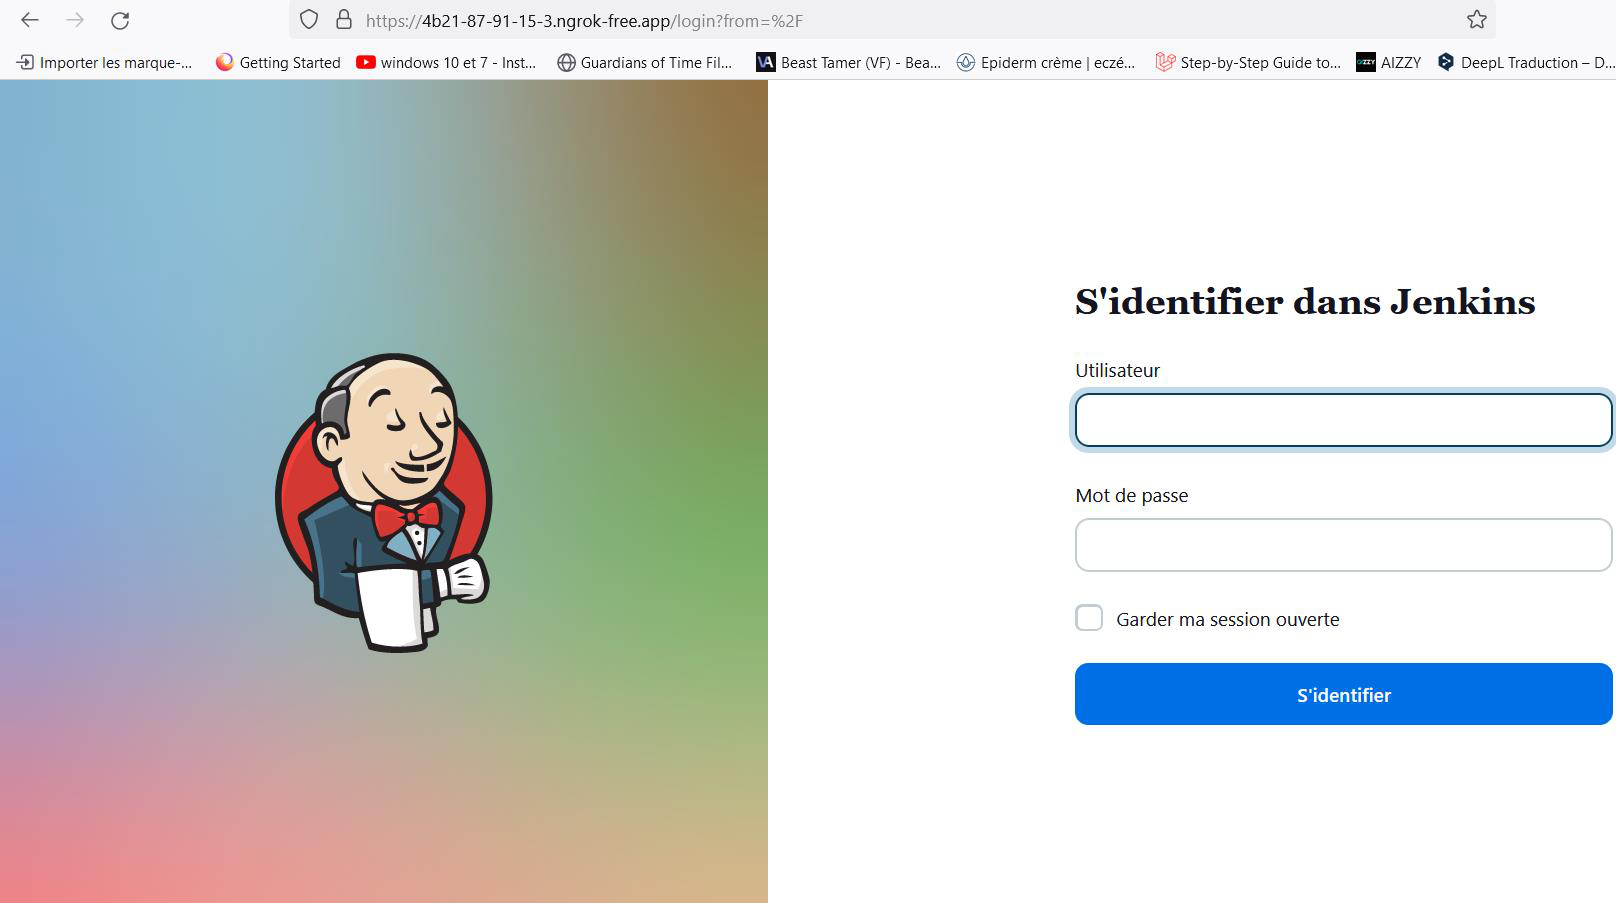 https://4b21-87-91-15-3.ngrok-free.app/login?from=%2F
Importer les marque-... Getting Started windows 10 et 7 - Inst... Guardians of Time Fil... VA Beast Tamer (VF) - Bea... Epiderm crème | eczé... Step-by-Step Guide to... GIZZY AIZZY DeepL Traduction – D...
S'identifier dans Jenkins
Utilisateur
Mot de passe
Garder ma session ouverte
S'identifier